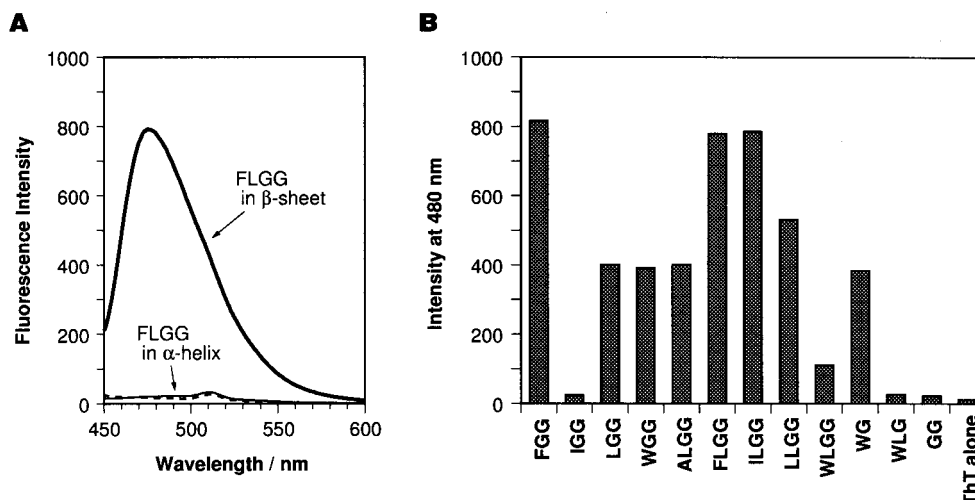 A
1000
800
600
400
200
0
Fluorescence Intensity
FLGG
in β-sheet
FLGG
in α-helix
450
500
550
600
Wavelength / nm
B
1000
800
600
400
200
0
Intensity at 480 nm
FGG
IGG
LGG
WGG
ALGG
FLGG
ILGG
LLGG
WLGG
WG
WLG
GG
ThT alone